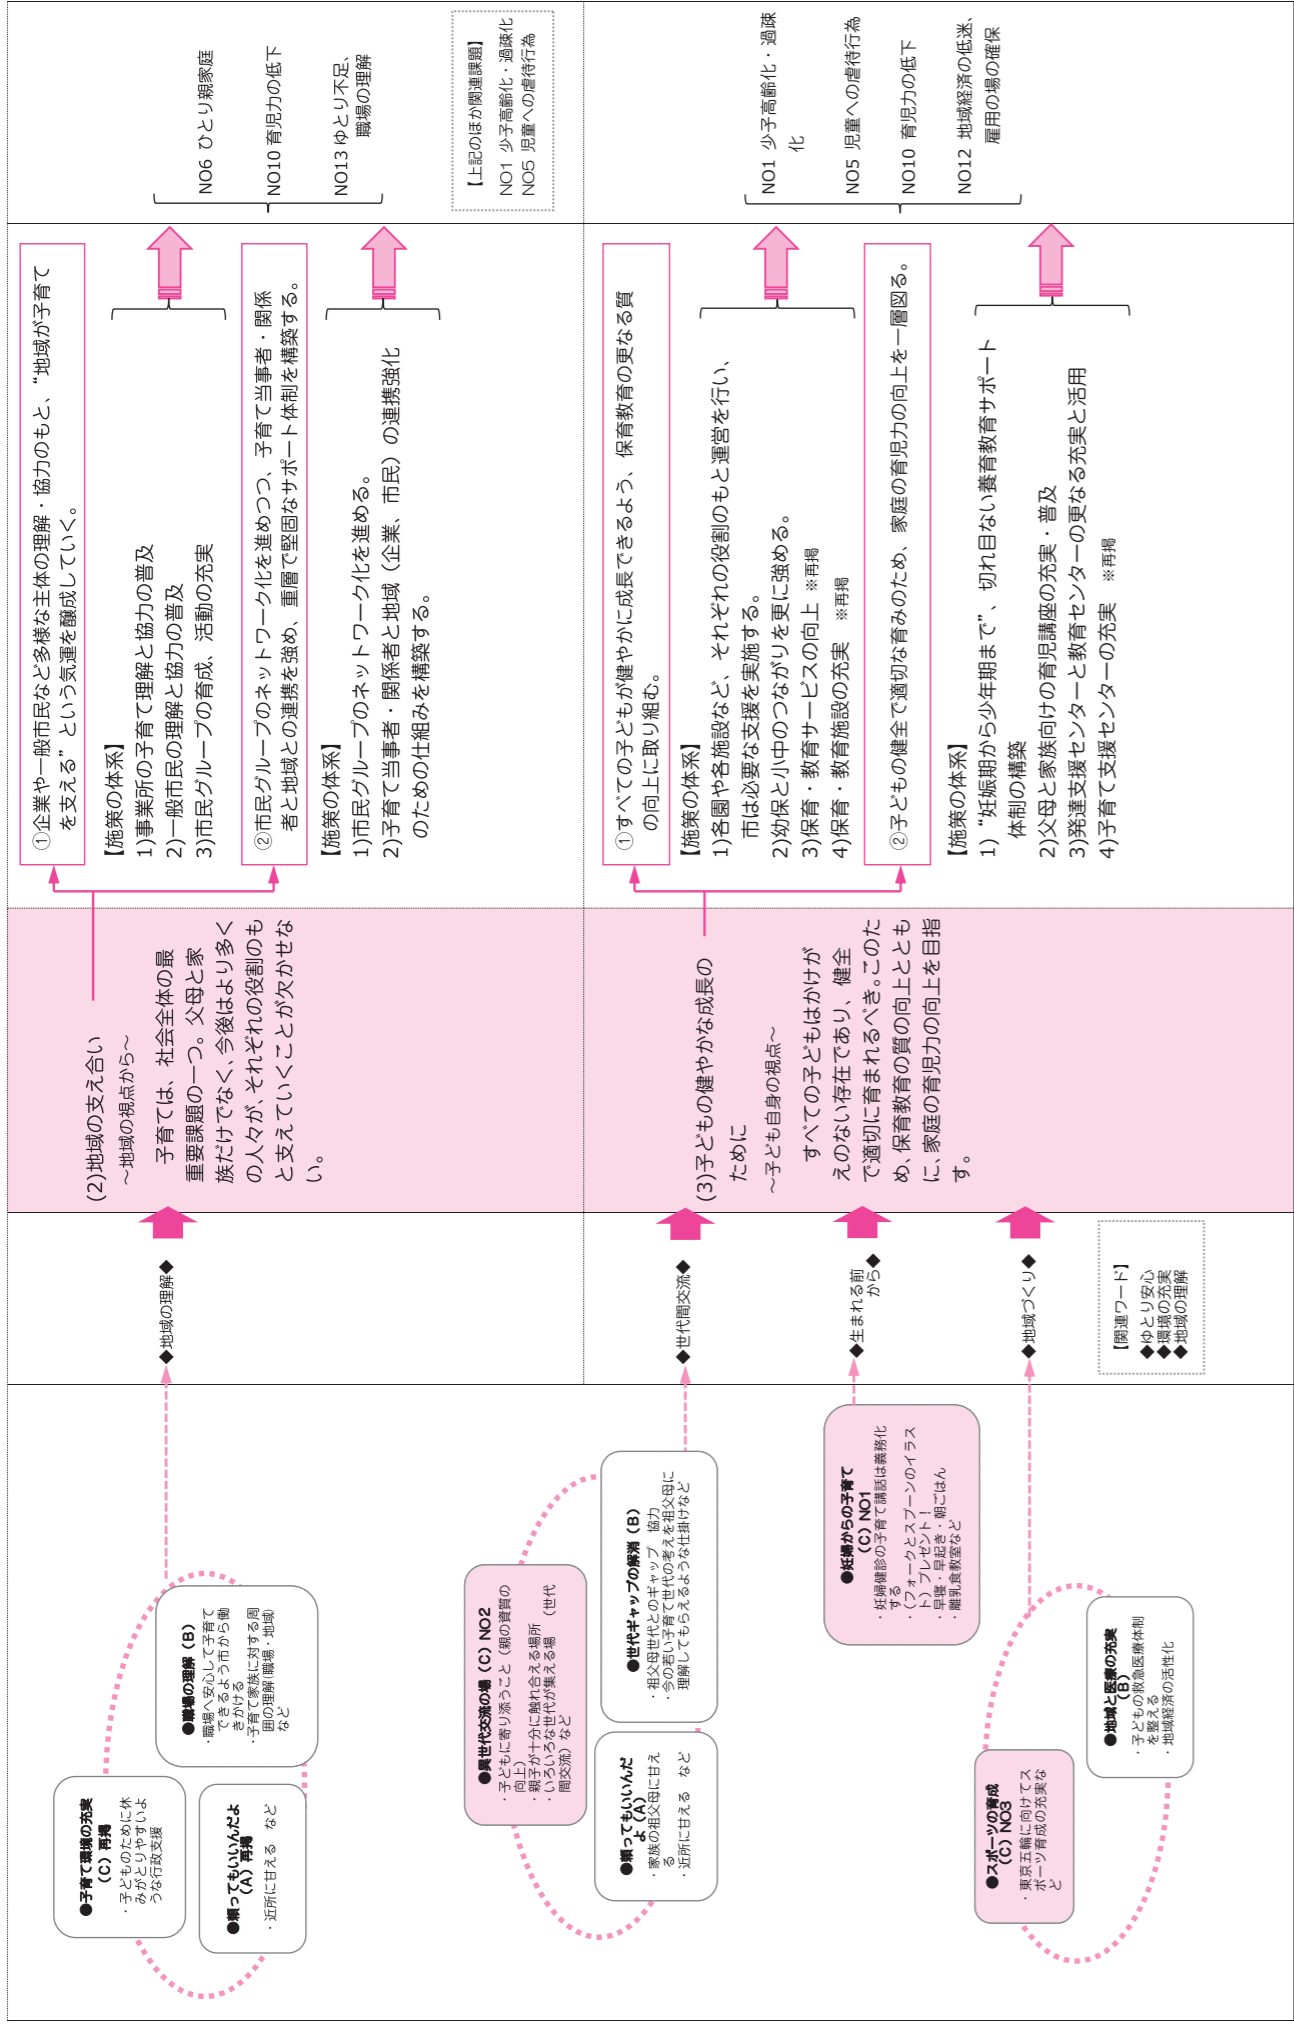 ●子育て環境の充実
（C）再掲
・子どものために休
みがとりやすいよ
うな行政支援
●頼ってもいいんだよ
（A）再掲
・近所に甘える　など
●職場の理解（B）
・職場へ安心して子育て
できるよう市から働
きかける
・子育て家族に対する周
囲の理解(職場・地域)
など
◆地域の理解◆
(2)地域の支え合い
～地域の視点から～
子育ては、社会全体の最
重要課題の一つ。父母と家
族だけでなく、今後はより多く
の人々が、それぞれの役割のも
と支えていくことが欠かせな
い。
①企業や一般市民など多様な主体の理解・協力のもと、“地域が子育て
を支える”という気運を醸成していく。
【施策の体系】
1)事業所の子育て理解と協力の普及
2)一般市民の理解と協力の普及
3)市民グループの育成、活動の充実
②市民グループのネットワーク化を進めつつ、子育て当事者・関係
者と地域との連携を強め、重層で堅固なサポート体制を構築する。
【施策の体系】
1)市民グループのネットワーク化を進める。
2)子育て当事者・関係者と地域（企業、市民）の連携強化
のための仕組みを構築する。
NO6 ひとり親家庭
NO10 育児力の低下
NO13 ゆとり不足、
職場の理解
【上記のほか関連課題】
NO1 少子高齢化・過疎化
NO5 児童への虐待行為
●異世代交流の場（C）NO2
・子どもに寄り添うこと（親の資質の
向上）
・親子が十分に触れ合える場所
・いろいろな世代が集える場　（世代
間交流）など
●頼ってもいいんだ
よ（A）
・家族の祖父母に甘え
る
・近所に甘える　など
●世代ギャップの解消（B）
・祖父母世代とのギャップ　協力
・今の若い子育て世代の考えを祖父母に
理解してもらえるような仕掛けなど
◆世代間交流◆
●妊婦からの子育て
（C）NO1
・妊婦健診の子育て講話は義務化
する
・（フォークとスプーンのイラス
ト）プレゼント！
・早寝・早起き・朝ごはん
・離乳食教室など
◆生まれる前
から◆
●スポーツの育成
（C）NO3
・東京五輪に向けてス
ポーツ育成の充実な
ど
●地域と医療の充実
（B）
・子どもの救急医療体制
を整える
・地域経済の活性化
◆地域づくり◆
【関連ワード】
◆ゆとり安心
◆環境の充実
◆地域の理解
(3)子どもの健やかな成長の
ために
～子ども自身の視点～
すべての子どもはかけが
えのない存在であり、健全
で適切に育まれるべき。このた
め、保育教育の質の向上ととも
に、家庭の育児力の向上を目指
す。
①すべての子どもが健やかに成長できるよう、保育教育の更なる質
の向上に取り組む。
【施策の体系】
1)各園や各施設など、それぞれの役割のもと運営を行い、
市は必要な支援を実施する。
2)幼保と小中のつながりを更に強める。
3)保育・教育サービスの向上 ※再掲
4)保育・教育施設の充実　※再掲
②子どもの健全で適切な育みのため、家庭の育児力の向上を一層図る。
【施策の体系】
1)“妊娠期から少年期まで”、切れ目ない養育教育サポート
体制の構築
2)父母と家族向けの育児講座の充実・普及
3)発達支援センターと教育センターの更なる充実と活用
4)子育て支援センターの充実　※再掲
NO1 少子高齢化・過疎
化
NO5 児童への虐待行為
NO10 育児力の低下
NO12 地域経済の低迷、
雇用の場の確保